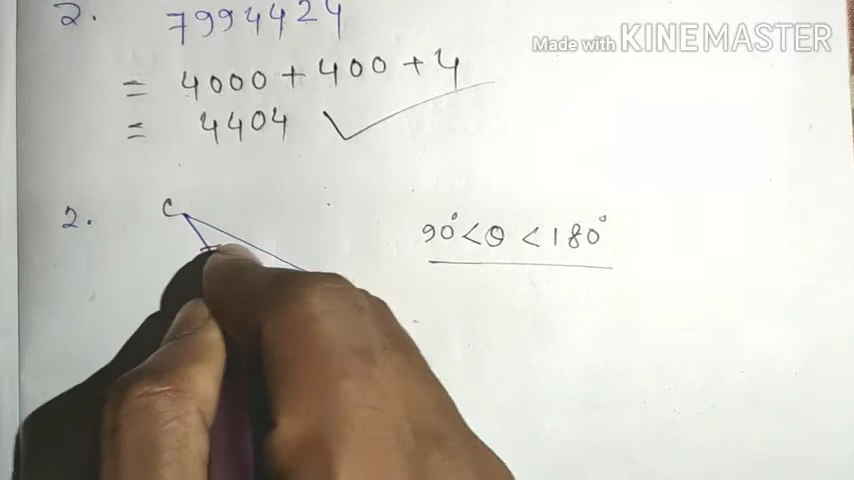 Made with KINEMASTER
2. 7994424
= 4000 + 400 + 4
= 4404 ✓
2. C 90° < θ < 180°